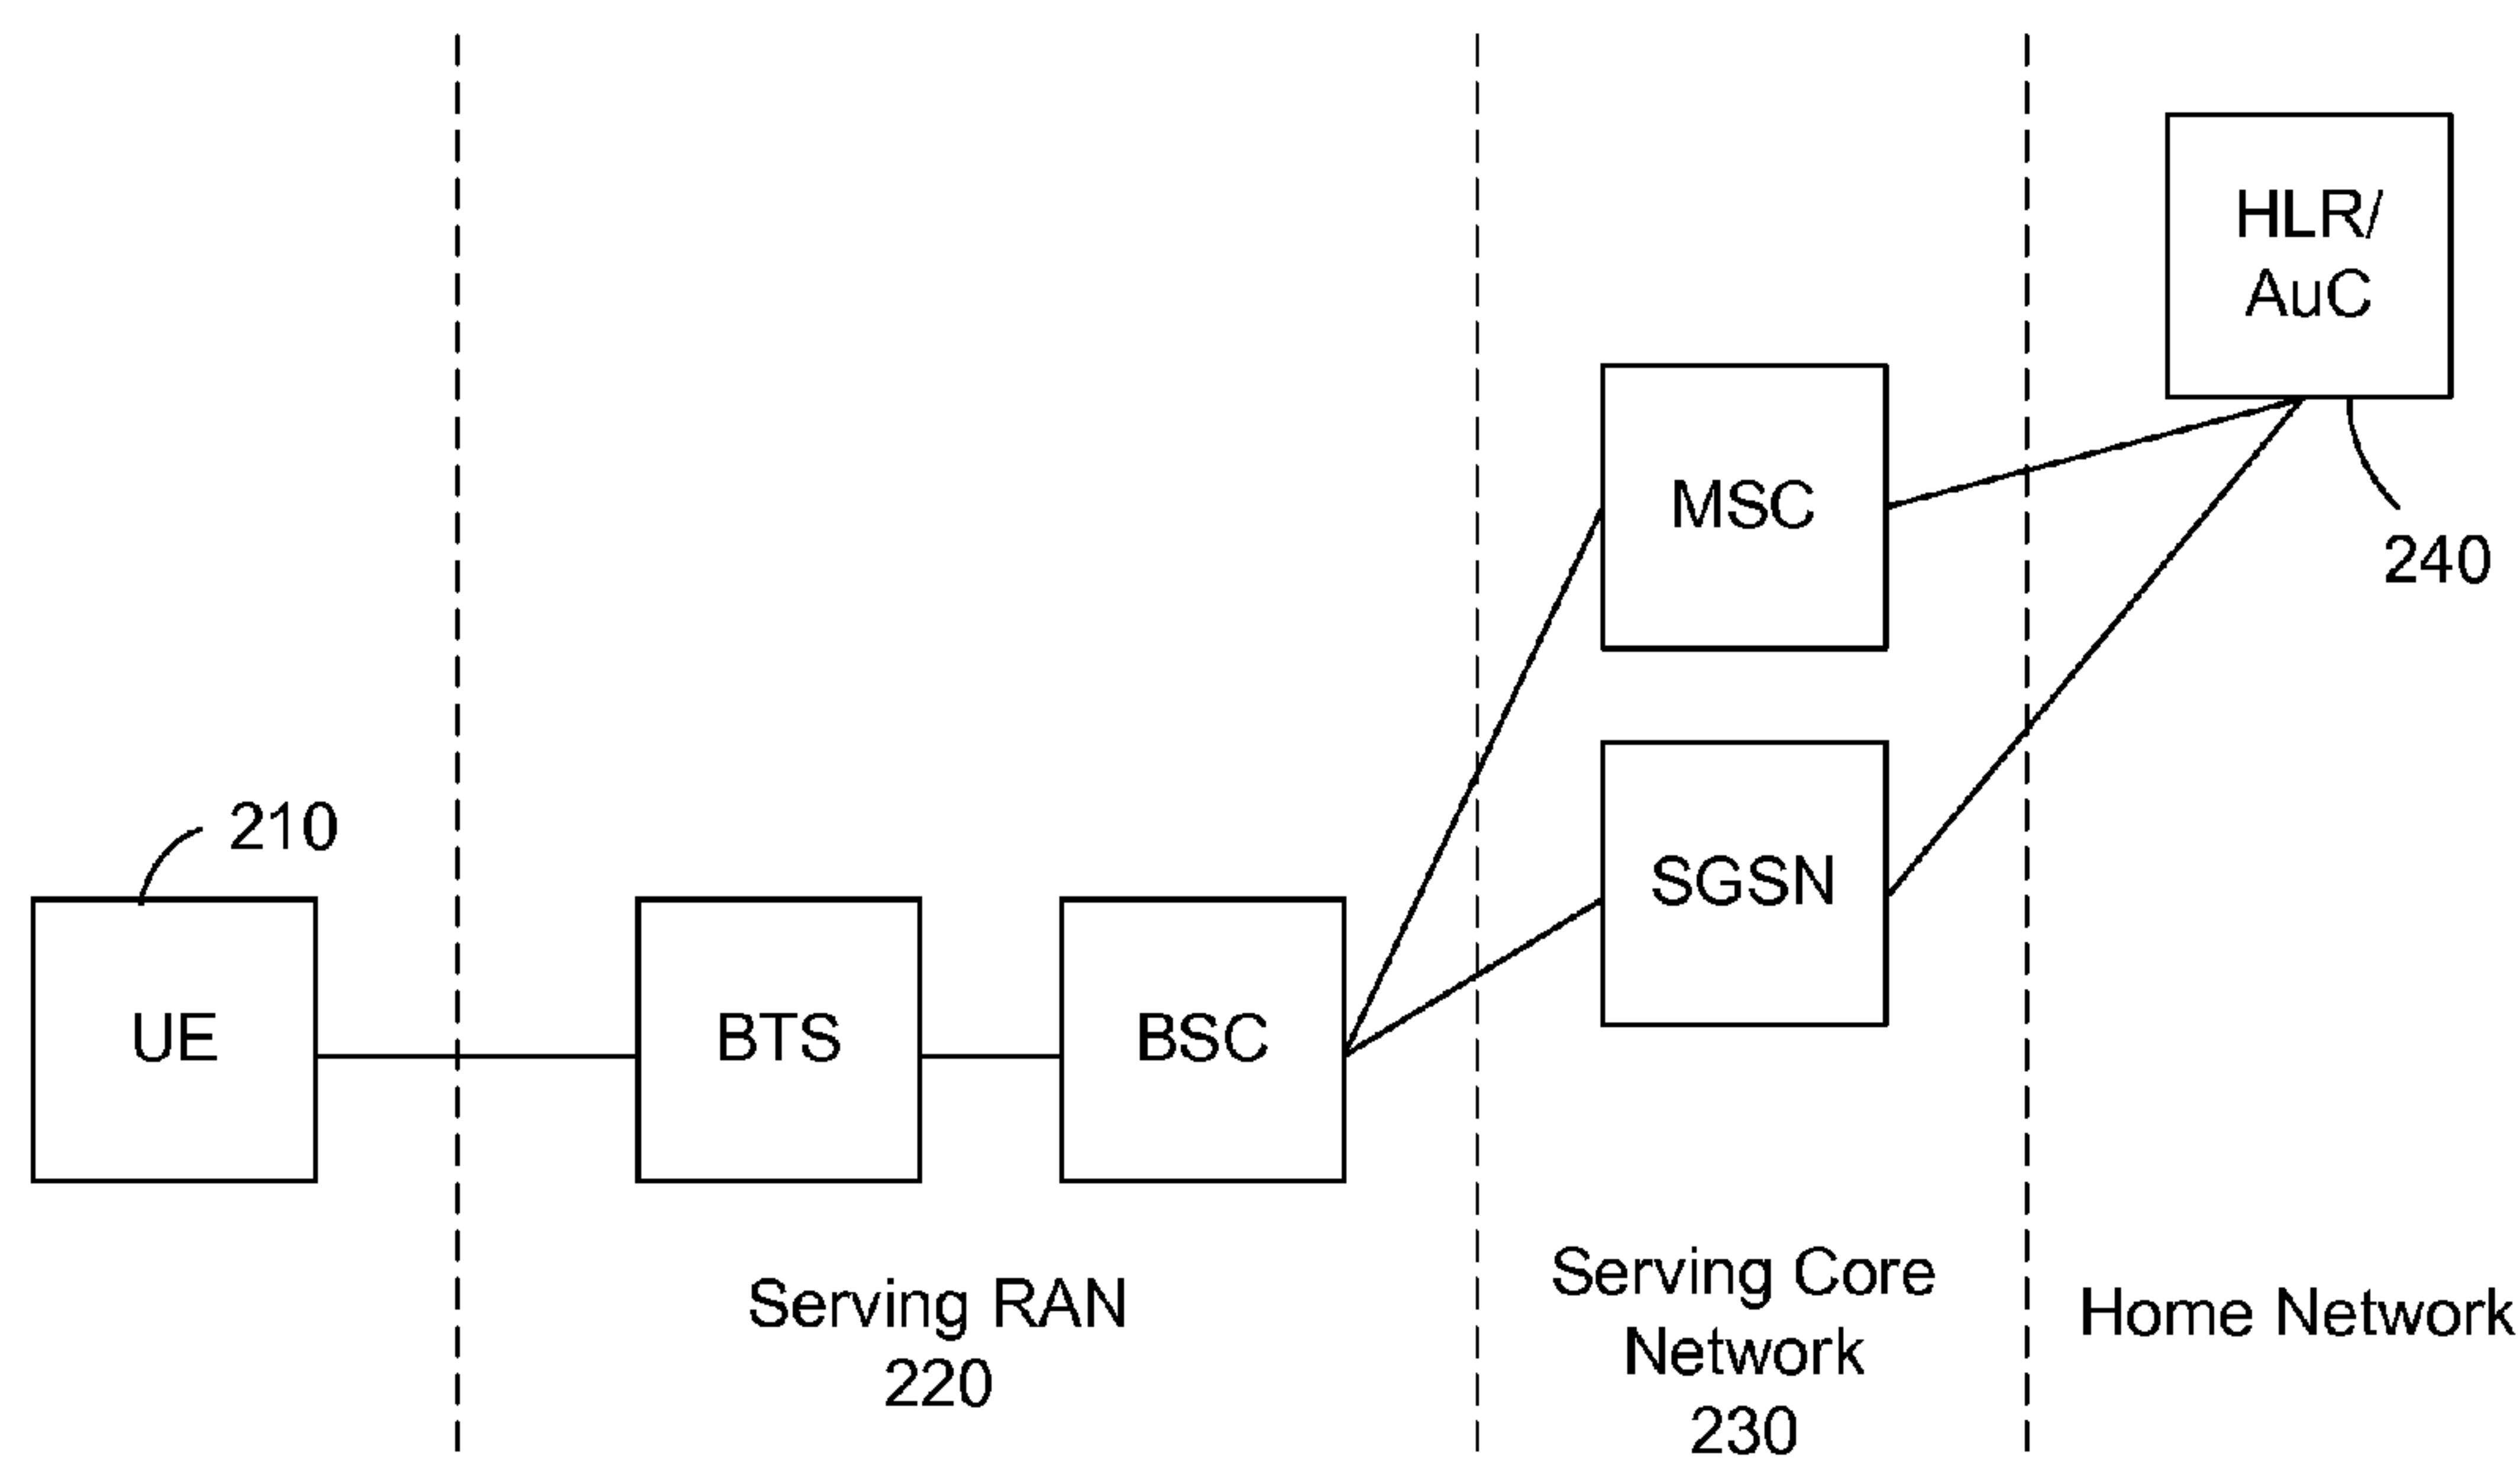 HLR/
AuC
240
MSC
SGSN
210
UE
BTS
BSC
Serving RAN
220
Serving Core
Network
230
Home Network